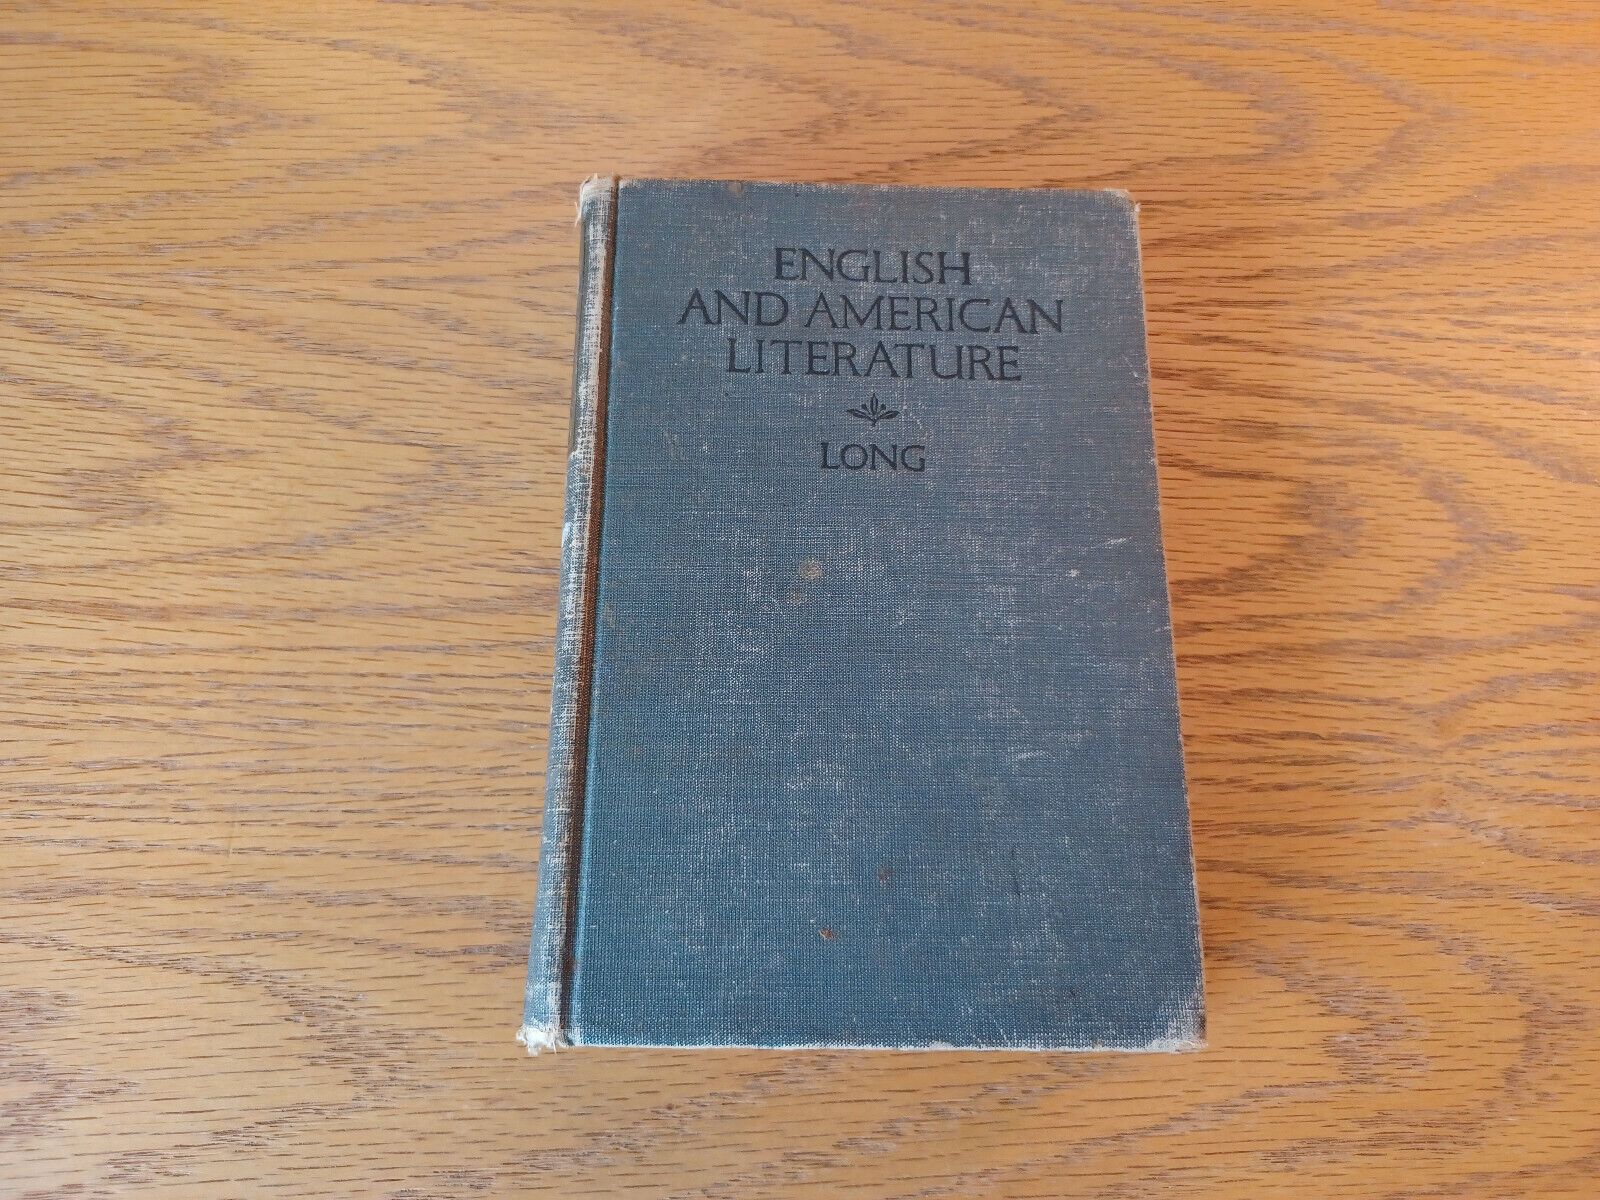 ENGLISH
AND AMERICAN
LITERATURE
LONG